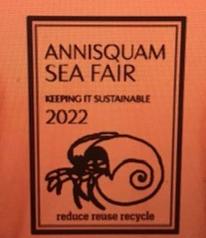 ANNISQUAM
SEA FAIR
KEEPING IT SUSTAINABLE
2022
reduce reuse recycle